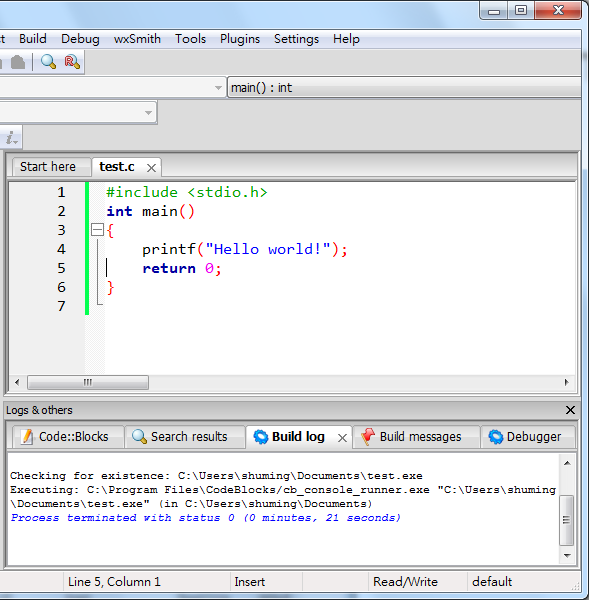 Build Debug wxSmith Tools Plugins Settings Help
main() : int
Start here test.c
1 #include <stdio.h>
2 int main()
3 {
4 printf("Hello world!");
5 return 0;
6 }
7
Logs & others
Code::Blocks Search results Build log Build messages Debugger
Checking for existence: C:\Users\shuming\Documents\test.exe
Executing: C:\Program Files\CodeBlocks/cb_console_runner.exe "C:\Users\shuming
\Documents\test.exe" (in C:\Users\shuming\Documents)
Process terminated with status 0 (0 minutes, 21 seconds)
Line 5, Column 1 Insert Read/Write default